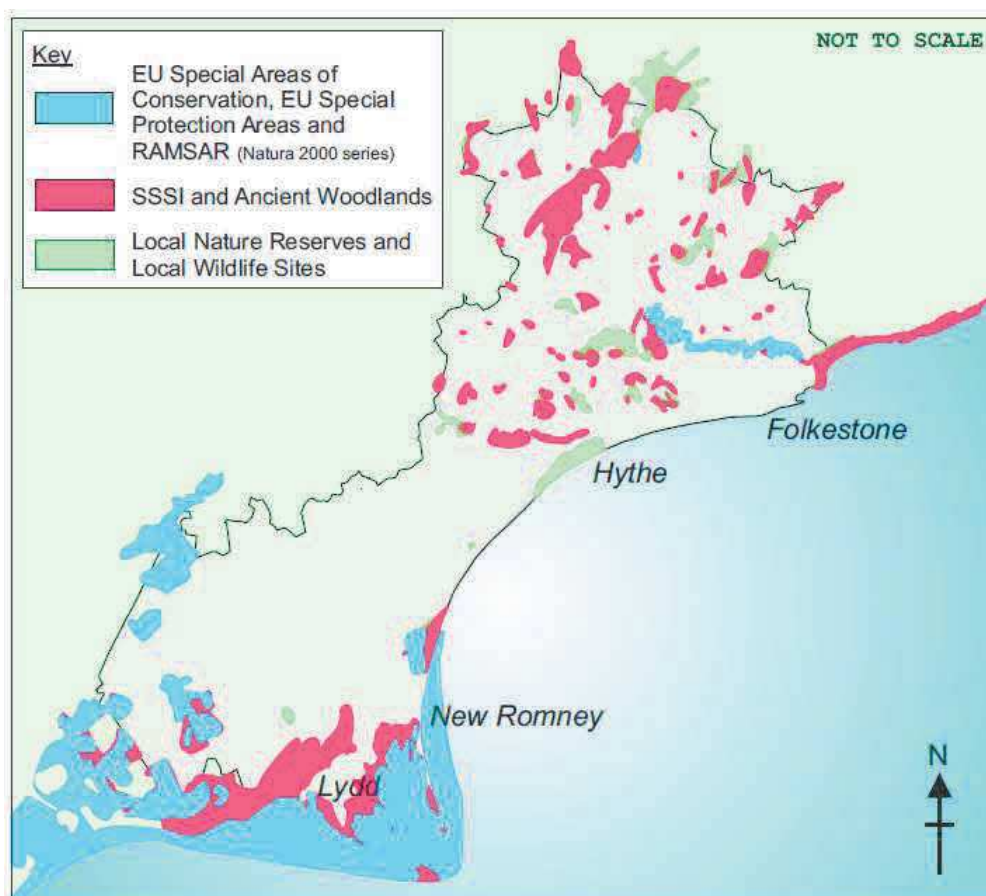 NOT TO SCALE
Key
EU Special Areas of
Conservation, EU Special
Protection Areas and
RAMSAR (Natura 2000 series)
SSSI and Ancient Woodlands
Local Nature Reserves and
Local Wildlife Sites
Folkestone
Hythe
New Romney
Lydd
N